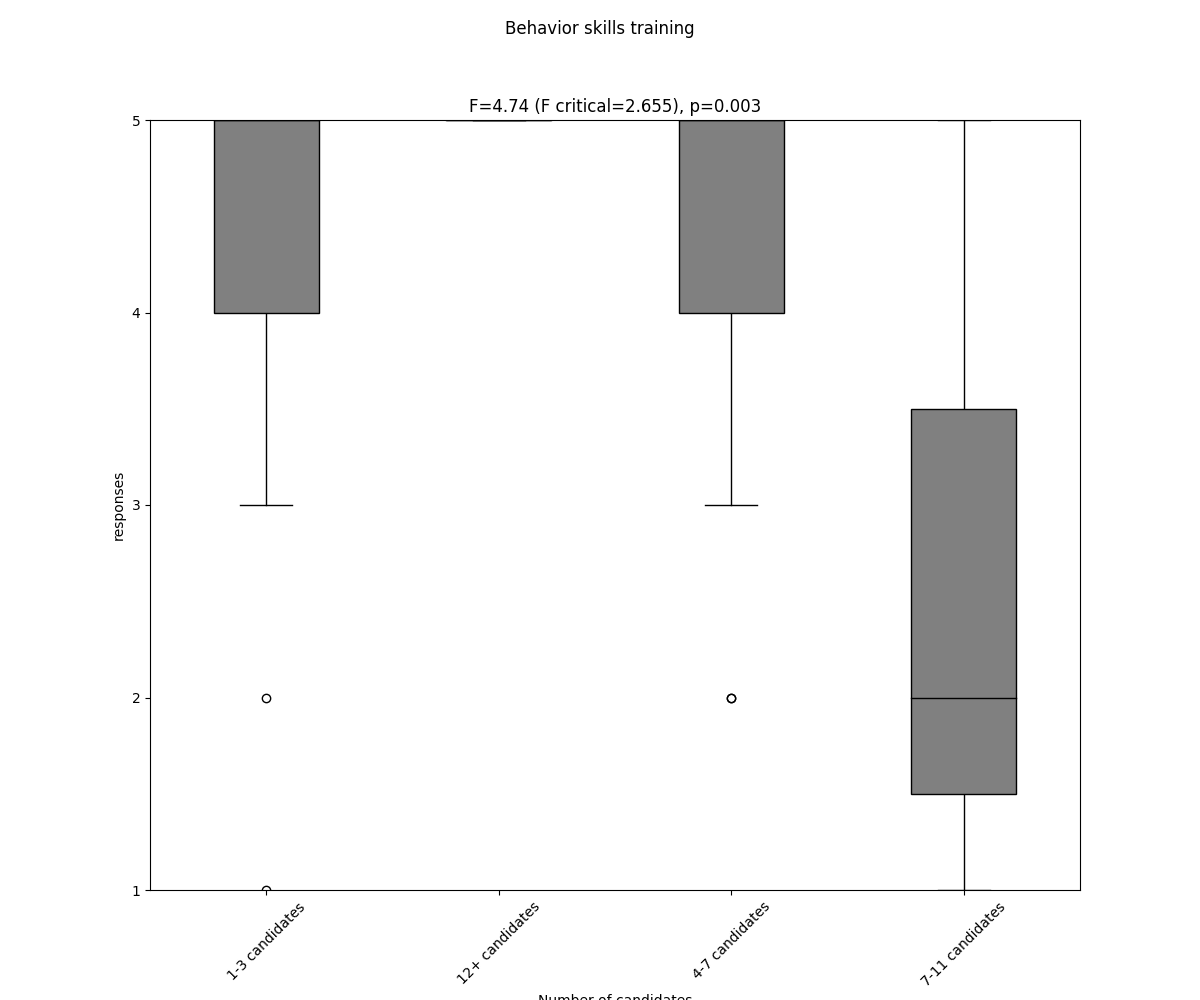 Behavior skills training
F=4.74 (F critical=2.655), p=0.003
5
4
3
2
1
responses
1-3 candidates
12+ candidates
4-7 candidates
7-11 candidates
Number of candidates